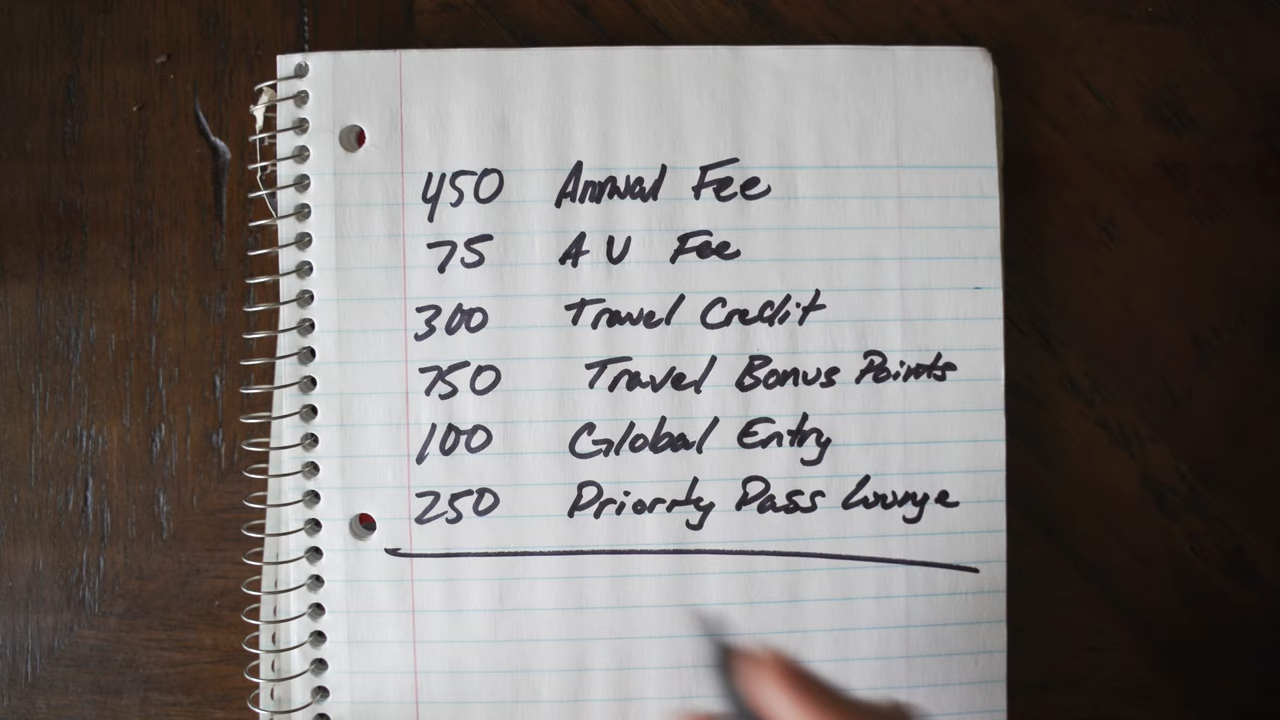 450 Annual Fee
75 A U Fee
300 Travel Credit
750 Travel Bonus Points
100 Global Entry
250 Priority Pass Lounge